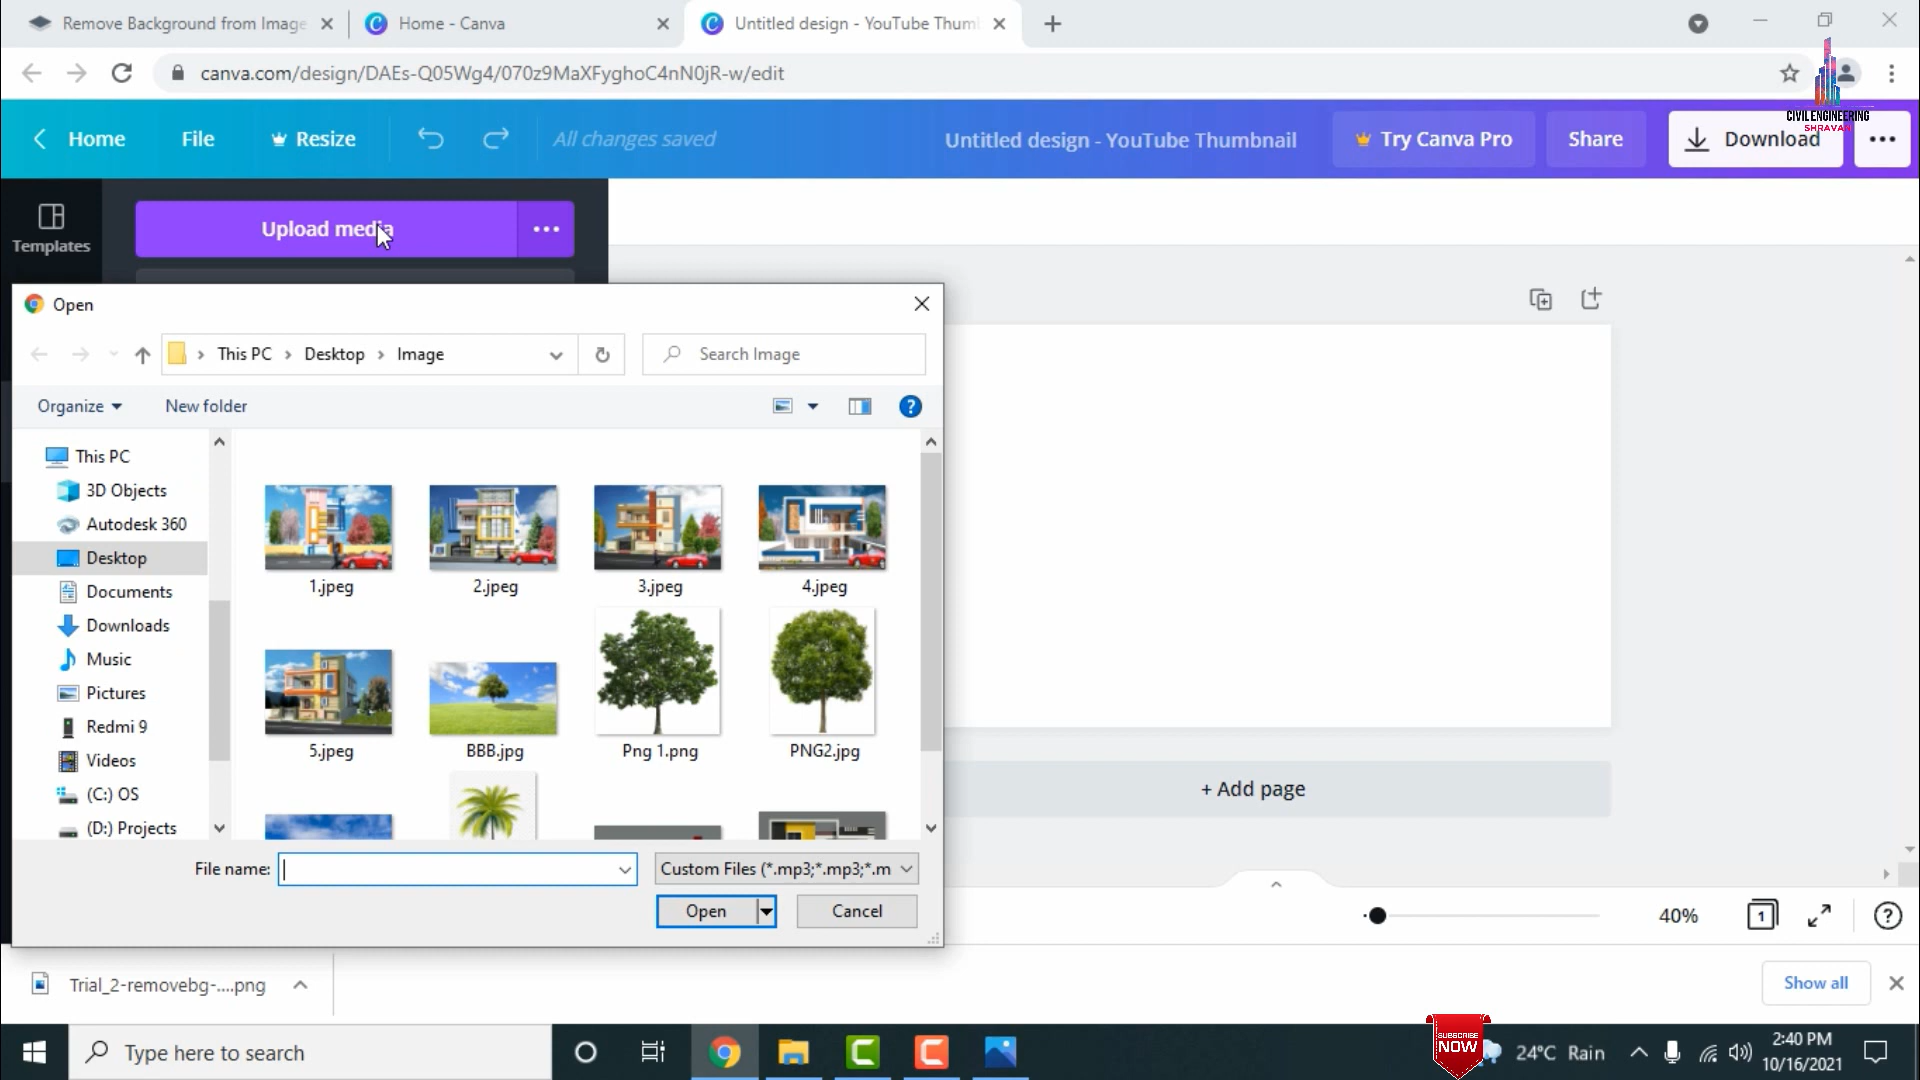 Remove Background from Image
Home - Canva
Untitled design - YouTube Thum
canva.com/design/DAEs-Q05Wg4/070z9MaXFyghoC4nN0jR-w/edit
CIVIL ENGINEERING
SHRAVAN
Home
File
Resize
All changes saved
Untitled design - YouTube Thumbnail
Try Canva Pro
Share
Download
Templates
Upload media
Open
This PC
Desktop
Image
Search Image
Organize
New folder
This PC
3D Objects
Autodesk 360
Desktop
Documents
Downloads
Music
Pictures
Redmi 9
Videos
(C:) OS
(D:) Projects
1.jpeg
2.jpeg
3.jpeg
4.jpeg
5.jpeg
BBB.jpg
Png 1.png
PNG2.jpg
File name:
Custom Files (*.mp3;*.mp3;*.m
Open
Cancel
+ Add page
40%
1
Trial_2-removebg-....png
Show all
Type here to search
SUBSCRIBE
NOW
24°C Rain
2:40 PM
10/16/2021